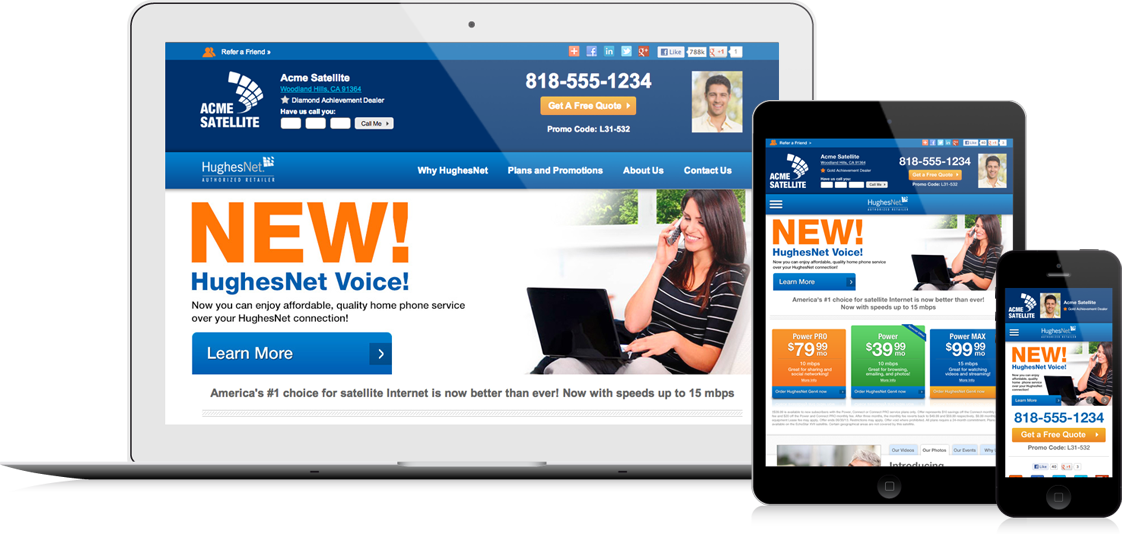 Refer a Friend »
Like
788k
+1
1
ACME
SATELLITE
Acme Satellite
Woodland Hills, CA 91364
Diamond Achievement Dealer
Have us call you:
Call Me
818-555-1234
Get A Free Quote
Promo Code: L31-532
HughesNet.
AUTHORIZED RETAILER
Why HughesNet
Plans and Promotions
About Us
Contact Us
NEW!
HughesNet Voice!
Now you can enjoy affordable, quality home phone service
over your HughesNet connection!
Learn More
America's #1 choice for satellite Internet is now better than ever! Now with speeds up to 15 mbps
Refer a Friend »
Like
ACME
SATELLITE
Acme Satellite
Woodland Hills, CA 91364
Gold Achievement Dealer
Have us call you:
Call Me
818-555-1234
Get a Free Quote
Promo Code: L31-532
HughesNet.
NEW!
HughesNet Voice!
Now you can enjoy affordable, quality home phone service
over your HughesNet connection!
Learn More
America's #1 choice for satellite Internet is now better than ever!
Now with speeds up to 15 mbps
Power PRO
$79.99
mo
10 mbps
Great for sharing and
social networking!
More info
Order HughesNet Gen4 now
Power
$39.99
mo
10 mbps
Great for browsing,
emailing, and photos!
More info
Order HughesNet Gen4 now
Power MAX
$99.99
mo
15 mbps
Great for watching
videos and streaming!
More info
Order HughesNet Gen4 now
Our Videos
Our Photos
Our Events
Why
Introducing
ACME
SATELLITE
Acme Satellite
Gold Achievement Dealer
HughesNet.
NEW!
HughesNet Voice!
Now you can enjoy
affordable, quality
home phone service
over your HughesNet
connection!
Learn More
818-555-1234
Get a Free Quote
Promo Code: L31-532
Like